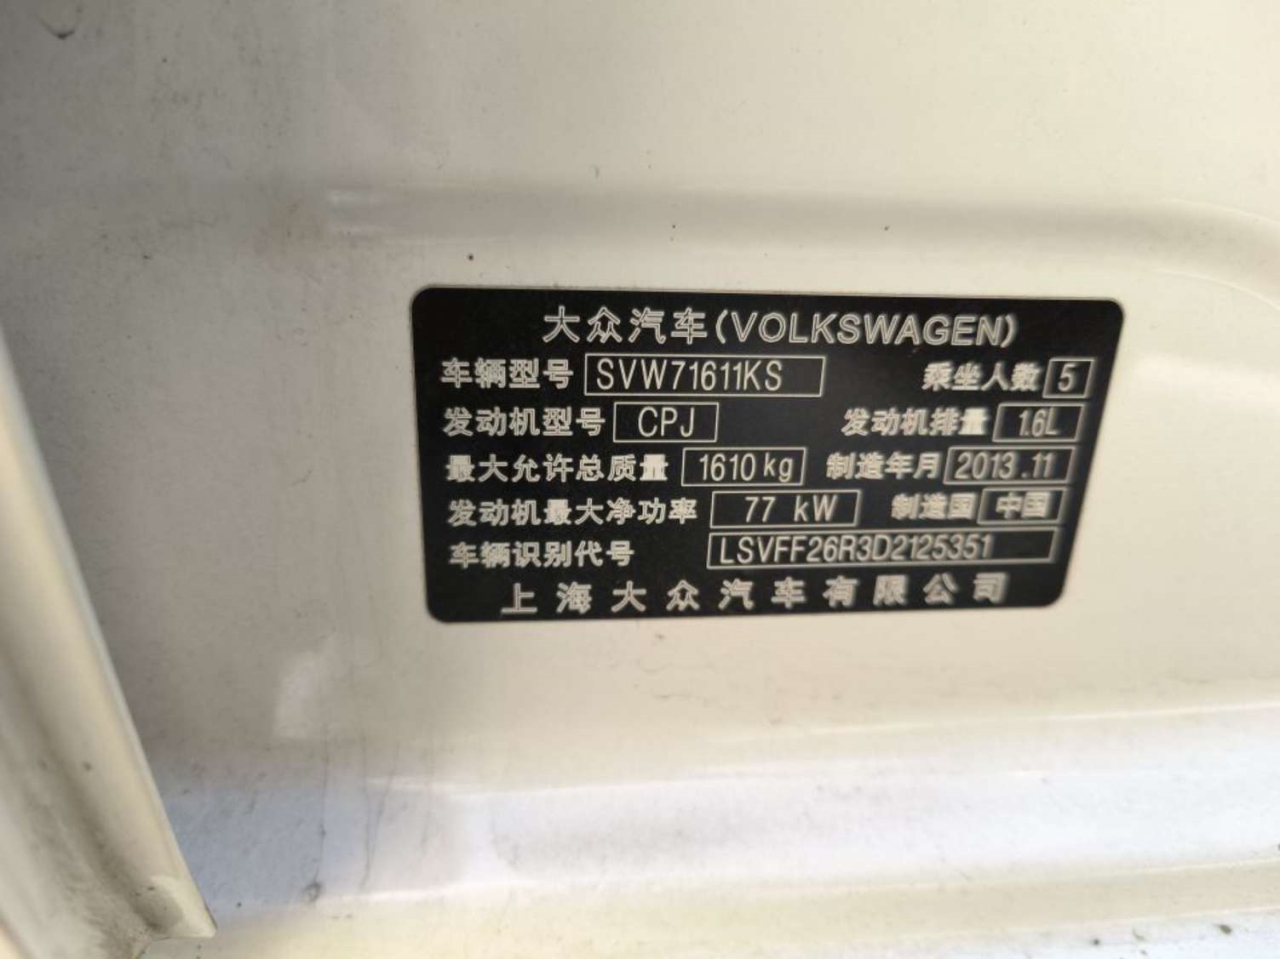 大众汽车(VOLKSWAGEN)
车辆型号 SVW71611KS 乘坐人数 5
发动机型号 CPJ 发动机排量 1.6L
最大允许总质量 1610 kg 制造年月 2013.11
发动机最大净功率 77 kW 制造国 中国
车辆识别代号 LSVFF26R3D2125351
上海大众汽车有限公司